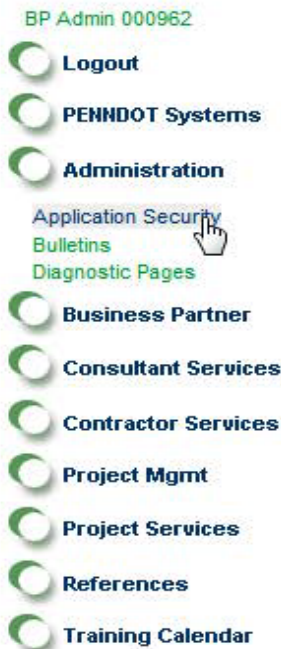 BP Admin 000962
Logout
PENNDOT Systems
Administration
Application Security
Bulletins
Diagnostic Pages
Business Partner
Consultant Services
Contractor Services
Project Mgmt
Project Services
References
Training Calendar